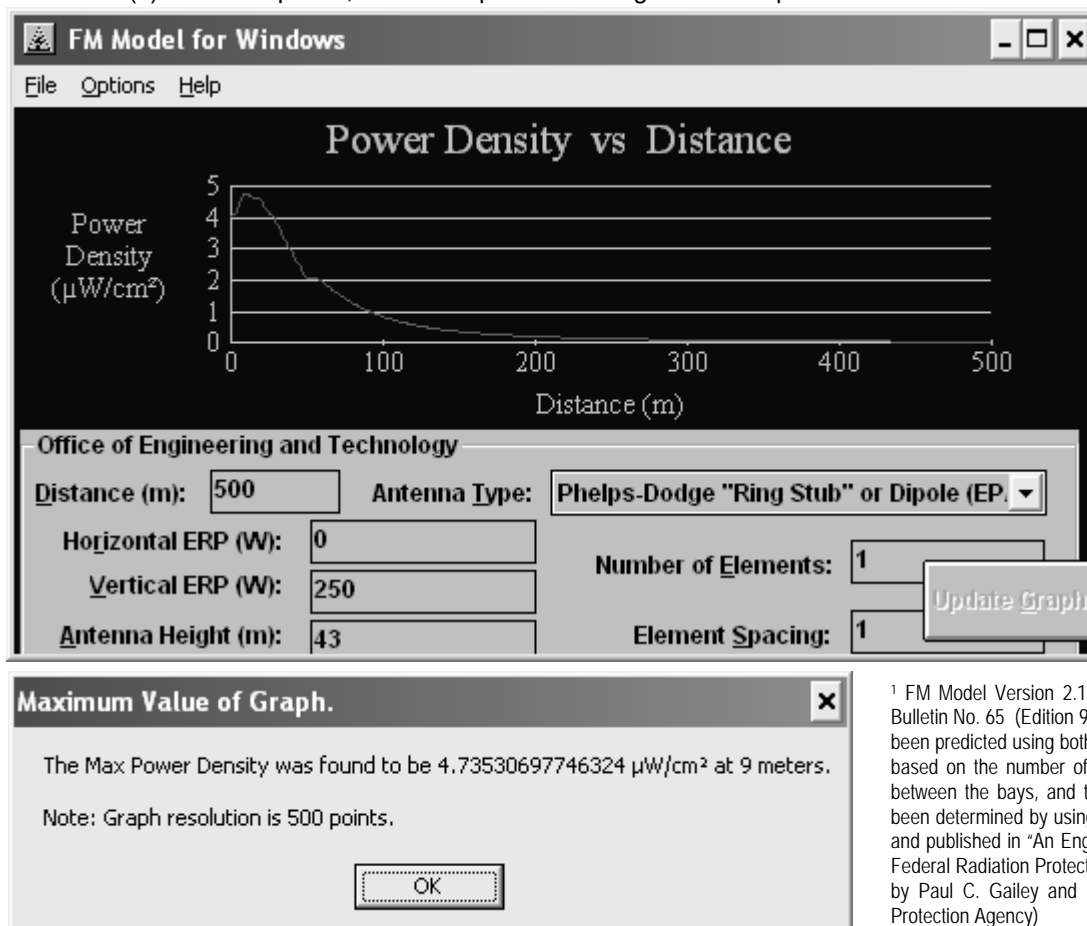 FM Model for Windows
File Options Help
Power Density vs Distance
Power
Density
(µW/cm²)
5
4
3
2
1
0
0 100 200 300 400 500
Distance (m)
Office of Engineering and Technology
Distance (m): 500 Antenna Type: Phelps-Dodge "Ring Stub" or Dipole (EP
Horizontal ERP (W): 0
Number of Elements: 1
Vertical ERP (W): 250
Update Graph
Antenna Height (m): 43 Element Spacing: 1
Maximum Value of Graph.
The Max Power Density was found to be 4.73530697746324 µW/cm² at 9 meters.
Note: Graph resolution is 500 points.
OK
¹ FM Model Version 2.1
Bulletin No. 65 (Edition 9
been predicted using both
based on the number of
between the bays, and t
been determined by using
and published in "An Eng
Federal Radiation Protect
by Paul C. Gailey and
Protection Agency)